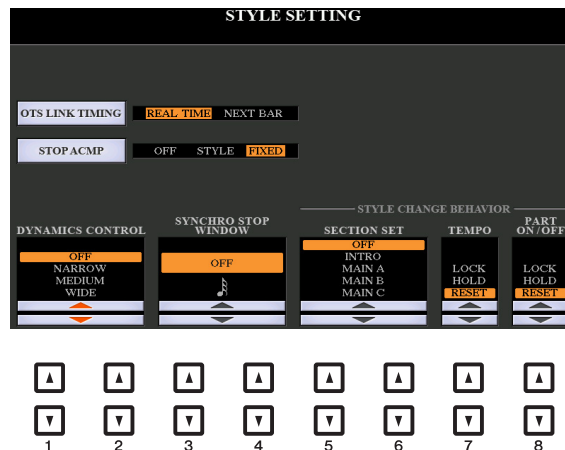 STYLE SETTING
OTS LINK TIMING
REAL TIME NEXT BAR
STOP ACMP
OFF STYLE FIXED
STYLE CHANGE BEHAVIOR
DYNAMICS CONTROL
OFF
NARROW
MEDIUM
WIDE
SYNCHRO STOP
WINDOW
OFF
SECTION SET
OFF
INTRO
MAIN A
MAIN B
MAIN C
TEMPO
LOCK
HOLD
RESET
PART
ON/OFF
LOCK
HOLD
RESET
1 2 3 4 5 6 7 8